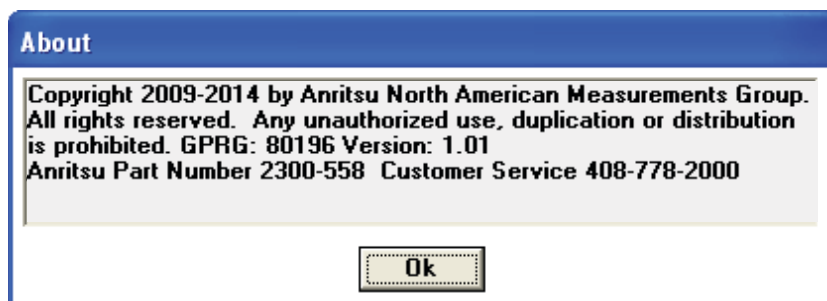 About
Copyright 2009-2014 by Anritsu North American Measurements Group.
All rights reserved.  Any unauthorized use, duplication or distribution
is prohibited. GPRG: 80196 Version: 1.01
Anritsu Part Number 2300-558  Customer Service 408-778-2000
Ok